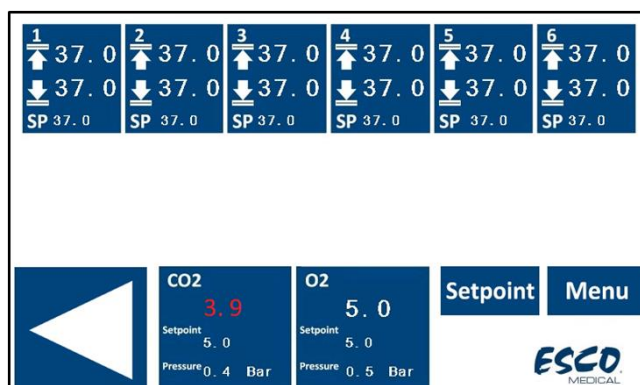 1 2 3 4 5 6
37.0 37.0 37.0 37.0 37.0 37.0
37.0 37.0 37.0 37.0 37.0 37.0
SP 37.0 SP 37.0 SP 37.0 SP 37.0 SP 37.0 SP 37.0
CO2
3.9
Setpoint
5.0
Pressure 0.4 Bar
O2
5.0
Setpoint
5.0
Pressure 0.5 Bar
Setpoint
Menu
ESCO
MEDICAL